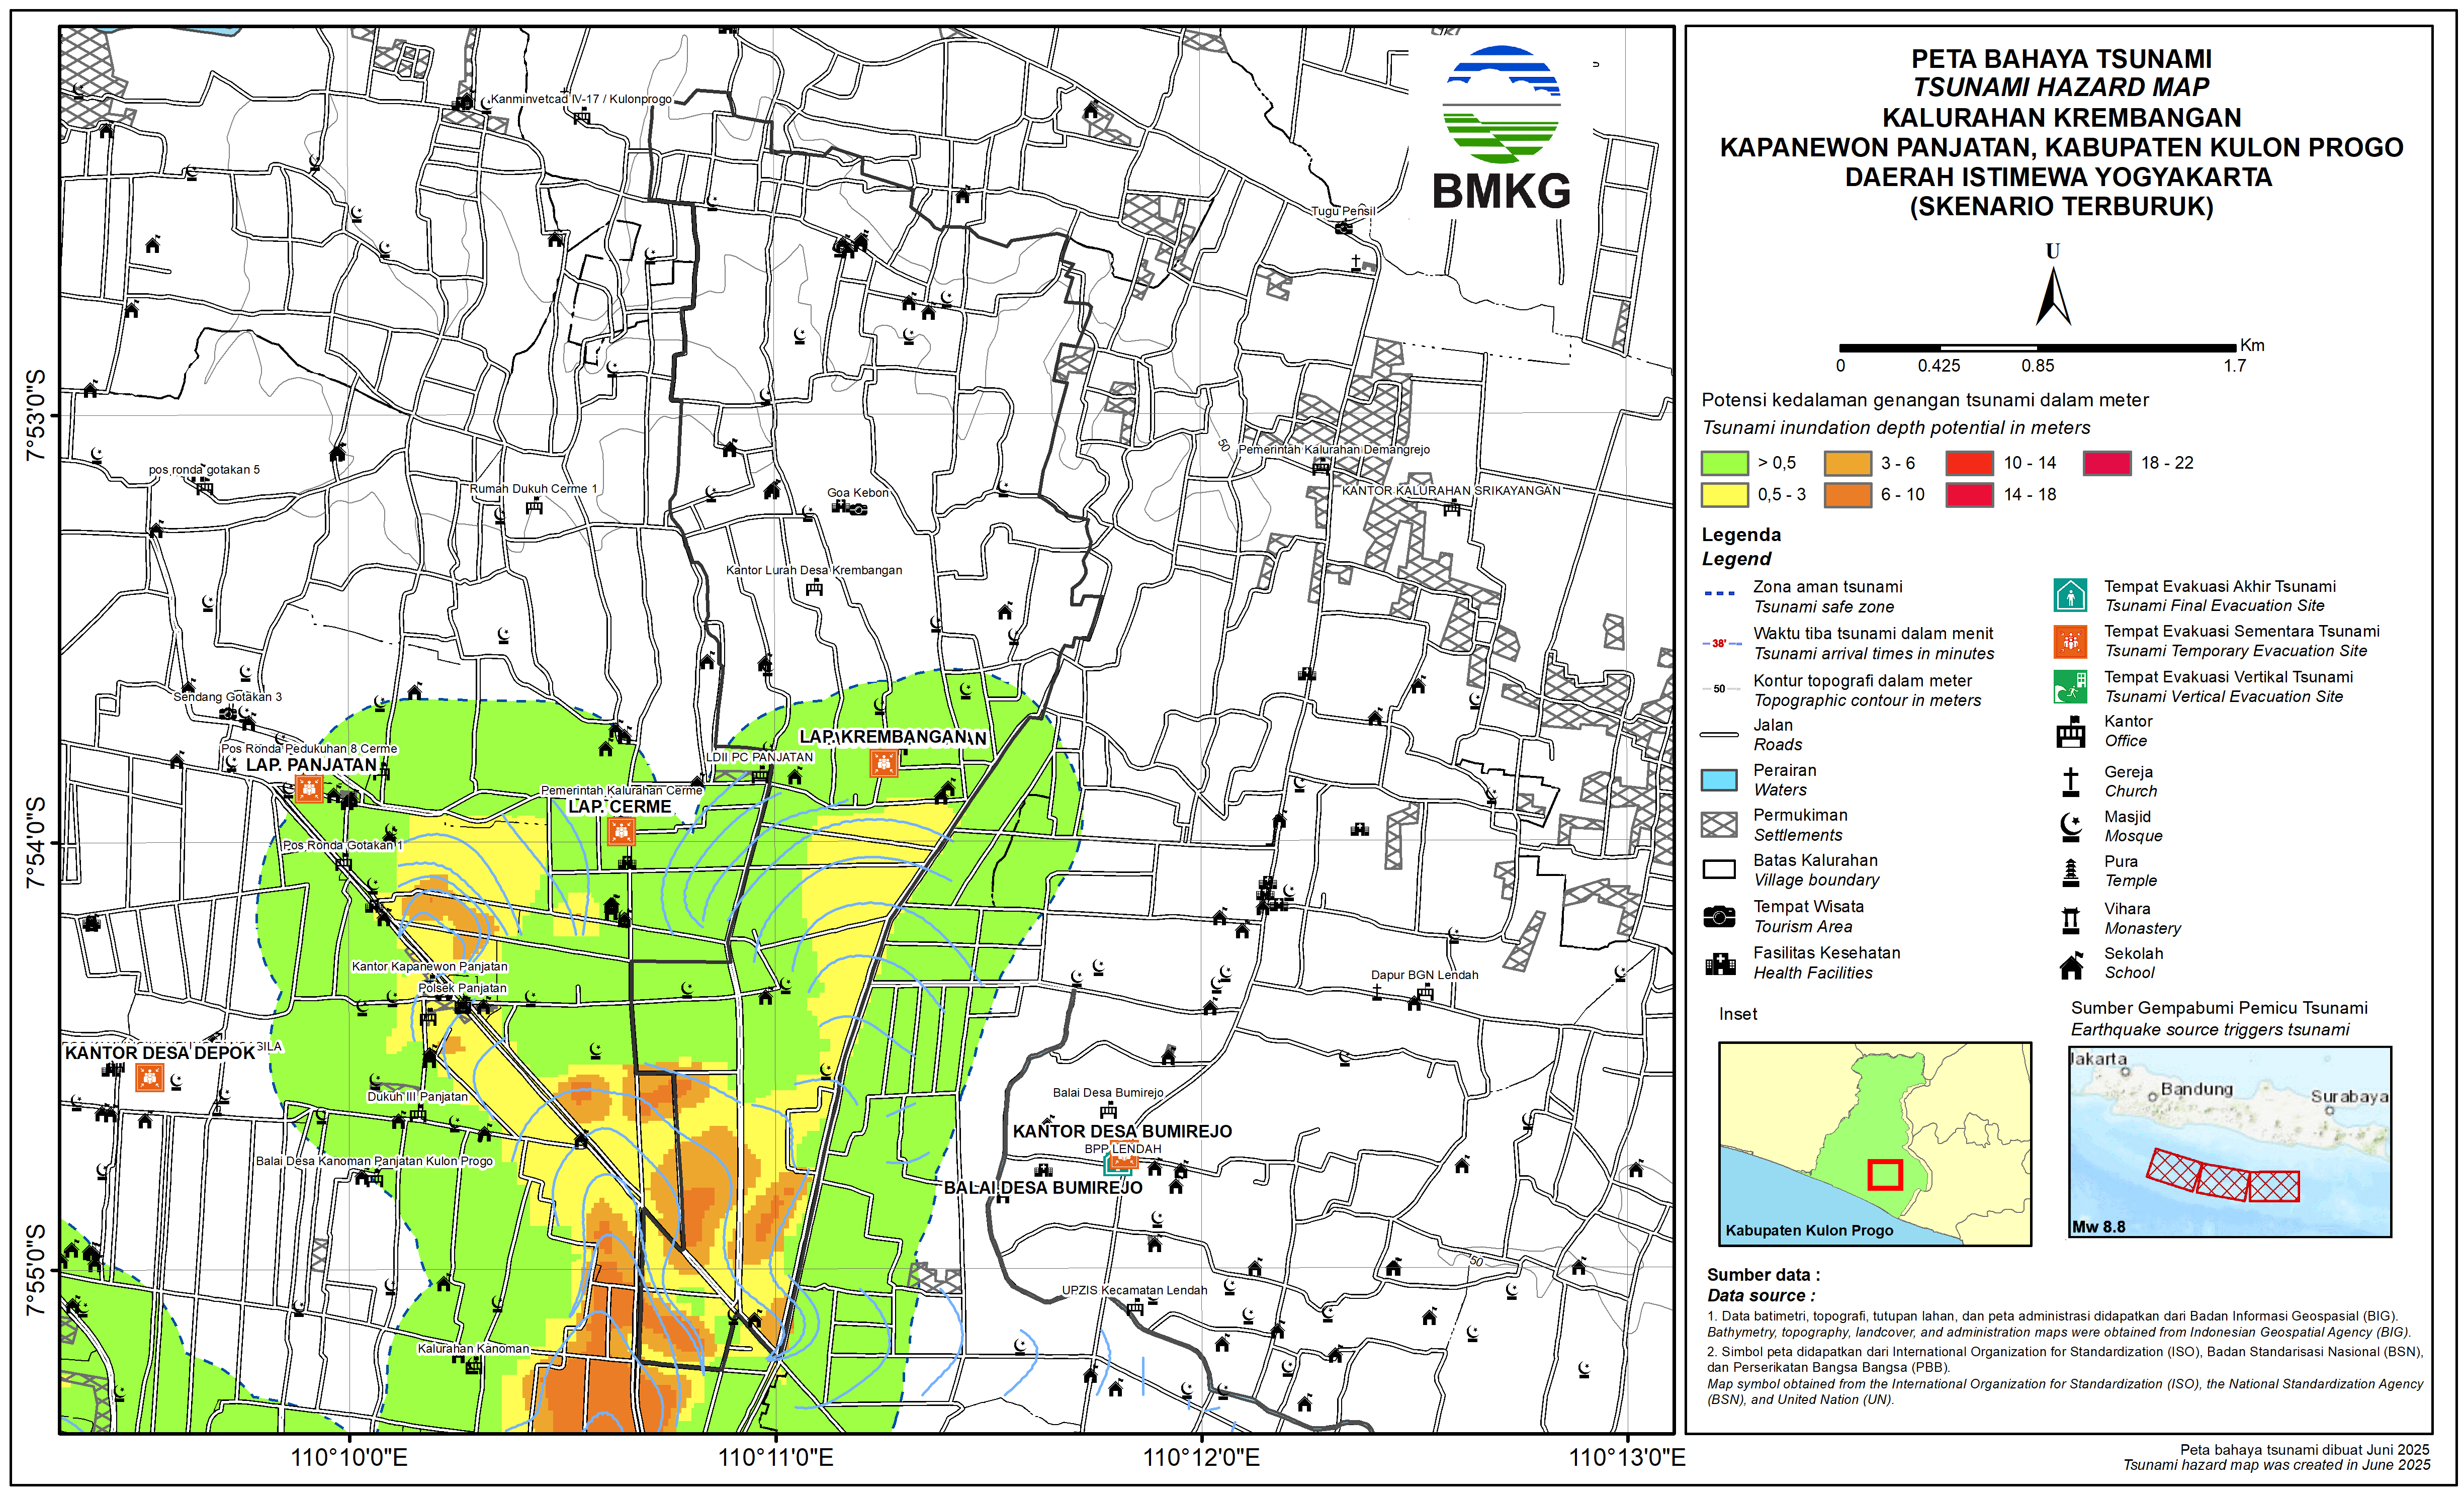 PETA BAHAYA TSUNAMI
TSUNAMI HAZARD MAP
KALURAHAN KREMBANGAN
KAPANEWON PANJATAN, KABUPATEN KULON PROGO
DAERAH ISTIMEWA YOGYAKARTA
(SKENARIO TERBURUK)
U
Km
0 0.425 0.85 1.7
Potensi kedalaman genangan tsunami dalam meter
Tsunami inundation depth potential in meters
> 0,5
3 - 6
10 - 14
18 - 22
0,5 - 3
6 - 10
14 - 18
Legenda
Legend
Zona aman tsunami
Tsunami safe zone
38'
Waktu tiba tsunami dalam menit
Tsunami arrival times in minutes
50
Kontur topografi dalam meter
Topographic contour in meters
Jalan
Roads
Perairan
Waters
Permukiman
Settlements
Batas Kalurahan
Village boundary
Tempat Wisata
Tourism Area
Fasilitas Kesehatan
Health Facilities
Tempat Evakuasi Akhir Tsunami
Tsunami Final Evacuation Site
Tempat Evakuasi Sementara Tsunami
Tsunami Temporary Evacuation Site
Tempat Evakuasi Vertikal Tsunami
Tsunami Vertical Evacuation Site
Kantor
Office
Gereja
Church
Masjid
Mosque
Pura
Temple
Vihara
Monastery
Sekolah
School
Inset
Kabupaten Kulon Progo
Sumber Gempabumi Pemicu Tsunami
Earthquake source triggers tsunami
Jakarta
Bandung
Surabaya
Mw 8.8
Sumber data :
Data source :
1. Data batimetri, topografi, tutupan lahan, dan peta administrasi didapatkan dari Badan Informasi Geospasial (BIG).
Bathymetry, topography, landcover, and administration maps were obtained from Indonesian Geospatial Agency (BIG).
2. Simbol peta didapatkan dari International Organization for Standardization (ISO), Badan Standarisasi Nasional (BSN),
dan Perserikatan Bangsa Bangsa (PBB).
Map symbol obtained from the International Organization for Standardization (ISO), the National Standardization Agency
(BSN), and United Nation (UN).
Peta bahaya tsunami dibuat Juni 2025
Tsunami hazard map was created in June 2025
BMKG
Kanminvetcad IV-17 / Kulonprogo
Tugu Pensil
50
Pemerintah Kalurahan Demangrejo
pos ronda gotakan 5
Rumah Dukuh Cerme 1
Goa Kebon
KANTOR KALURAHAN SRIKAYANGAN
Kantor Lurah Desa Krembangan
Sendang Gotakan 3
LAP. KREMBANGAN
Pos Ronda Pedukuhan 8 Cerme
LAP. PANJATAN
LDII PC PANJATAN
Pemerintah Kalurahan Cerme
LAP. CERME
Pos Ronda Gotakan 1
Kantor Kapanewon Panjatan
Polsek Panjatan
Dapur BGN Lendah
KANTOR DESA DEPOK
Dukuh III Panjatan
Balai Desa Bumirejo
KANTOR DESA BUMIREJO
BPP LENDAH
Balai Desa Kanoman Panjatan Kulon Progo
BALAI DESA BUMIREJO
50
UPZIS Kecamatan Lendah
Kalurahan Kanoman
7°53'0"S
7°54'0"S
7°55'0"S
110°10'0"E
110°11'0"E
110°12'0"E
110°13'0"E